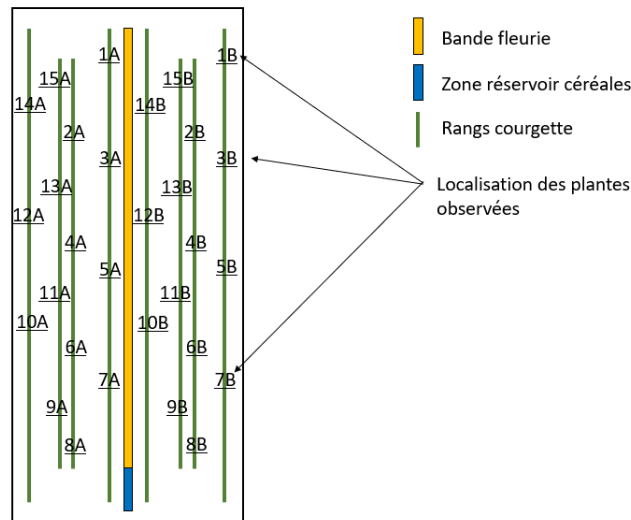 1A
1B
15A
15B
14A
14B
2A
2B
3A
3B
13A
13B
12A
12B
4A
4B
5A
5B
11A
11B
10A
10B
6A
6B
7A
7B
9A
9B
8A
8B
Bande fleurie
Zone réservoir céréales
Rangs courgette
Localisation des plantes
observées